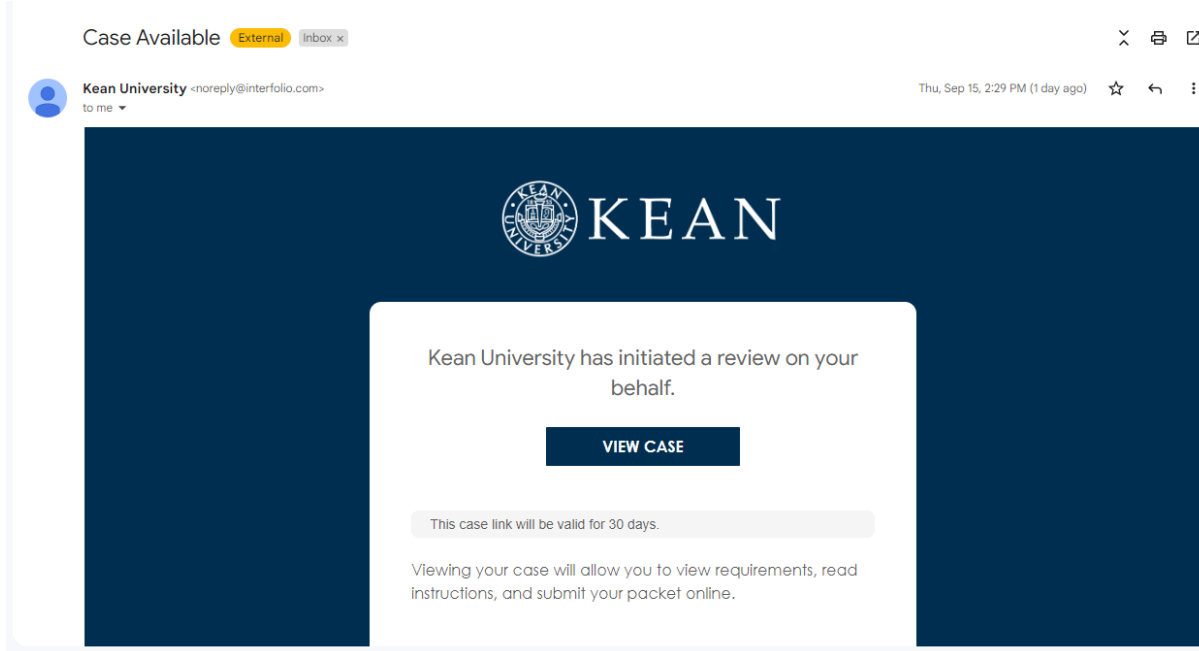 Case Available External Inbox ×
Kean University <noreply@interfolio.com> Thu, Sep 15, 2:29 PM (1 day ago)
to me
KEAN UNIVERSITY KEAN
Kean University has initiated a review on your
behalf.
VIEW CASE
This case link will be valid for 30 days.
Viewing your case will allow you to view requirements, read
instructions, and submit your packet online.